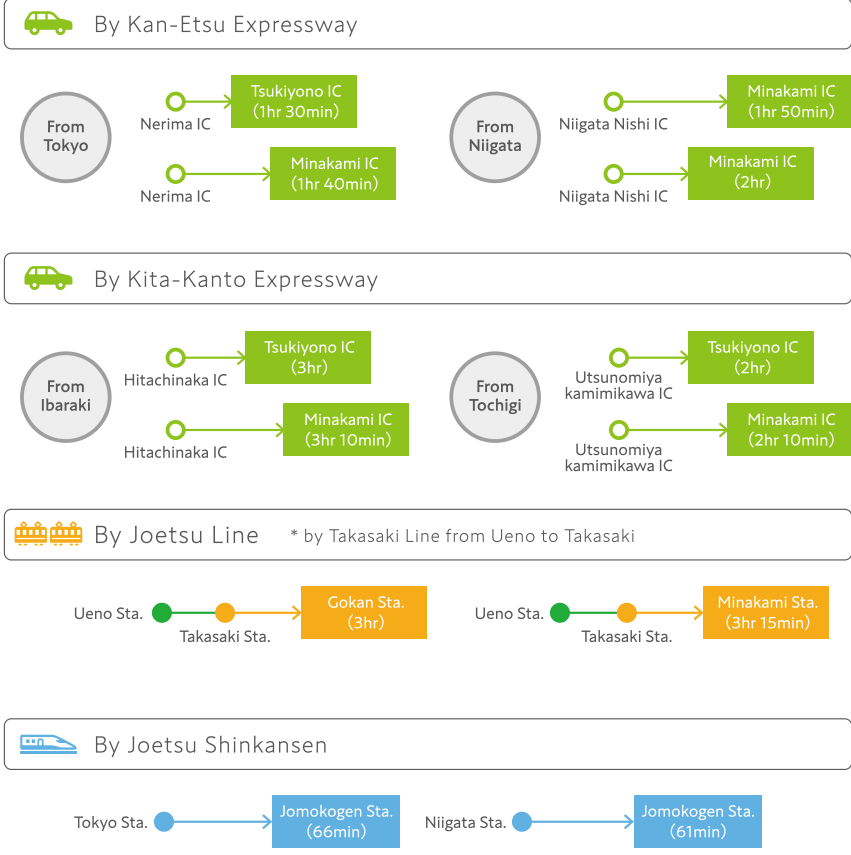 By Kan-Etsu Expressway
From
Tokyo
Nerima IC
Tsukiyono IC
(1hr 30min)
Nerima IC
Minakami IC
(1hr 40min)
From
Niigata
Niigata Nishi IC
Minakami IC
(1hr 50min)
Niigata Nishi IC
Minakami IC
(2hr)
By Kita-Kanto Expressway
From
Ibaraki
Hitachinaka IC
Tsukiyono IC
(3hr)
Hitachinaka IC
Minakami IC
(3hr 10min)
From
Tochigi
Utsunomiya
kamimikawa IC
Tsukiyono IC
(2hr)
Utsunomiya
kamimikawa IC
Minakami IC
(2hr 10min)
By Joetsu Line * by Takasaki Line from Ueno to Takasaki
Ueno Sta.
Takasaki Sta.
Gokan Sta.
(3hr)
Ueno Sta.
Takasaki Sta.
Minakami Sta.
(3hr 15min)
By Joetsu Shinkansen
Tokyo Sta.
Jomokogen Sta.
(66min)
Niigata Sta.
Jomokogen Sta.
(61min)